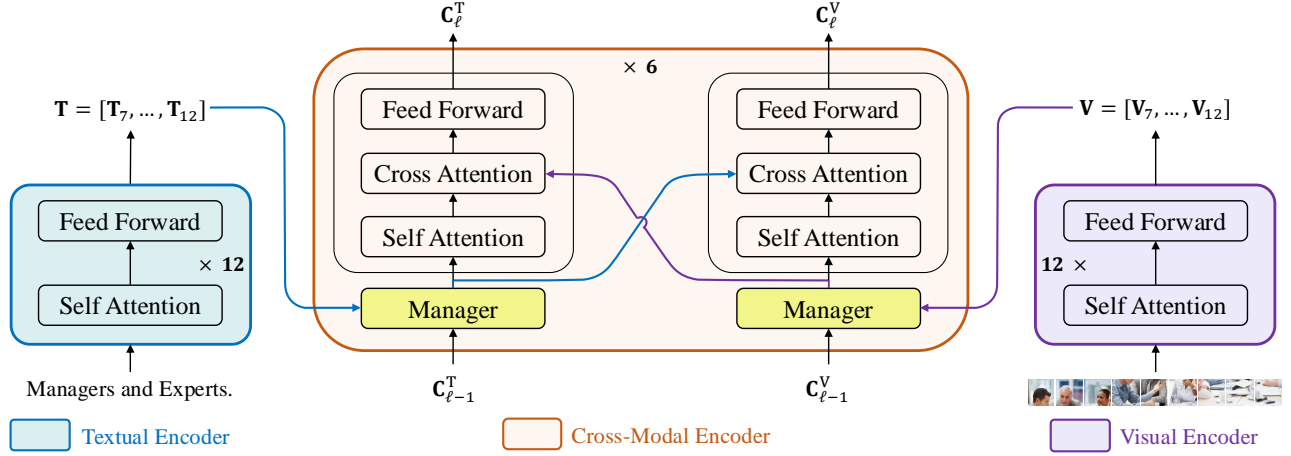 C_ℓ^T
C_ℓ^V
× 6
T = [T_7, ..., T_12]
Feed Forward
Feed Forward
V = [V_7, ..., V_12]
Cross Attention
Cross Attention
Feed Forward
Feed Forward
Self Attention
Self Attention
× 12
12 ×
Self Attention
Manager
Manager
Self Attention
Managers and Experts.
C_ℓ-1^T
C_ℓ-1^V
Textual Encoder
Cross-Modal Encoder
Visual Encoder